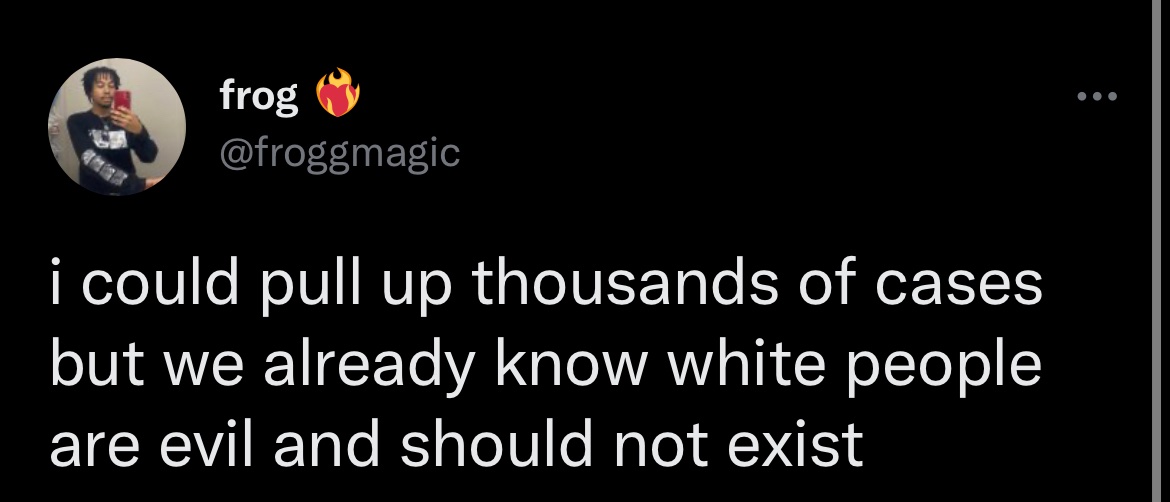 frog ❤️‍🔥
@froggmagic
i could pull up thousands of cases
but we already know white people
are evil and should not exist